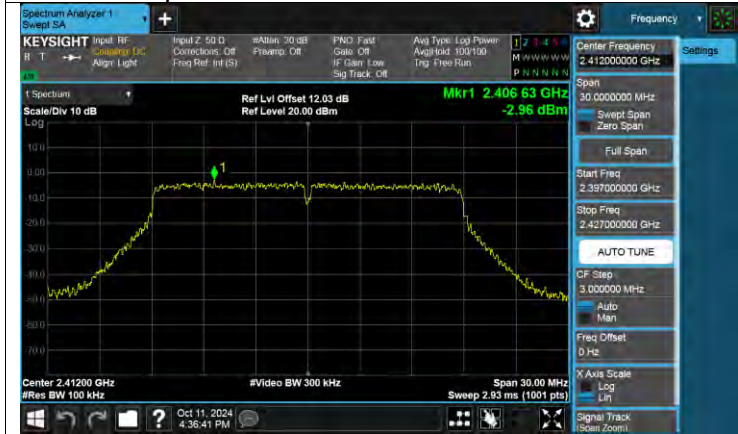 Spectrum Analyzer 1
Swept SA
Frequency
KEYSIGHT
R T
Input: RF
Coupling: DC
Align: Light
Input Z: 50 Ω
Corrections: Off
Freq Ref: Int (S)
#Atten: 30 dB
Preamp: Off
PNO: Fast
Gate: Off
IF Gain: Low
Sig Track: Off
Avg Type: Log-Power
Avg|Hold: 100/100
Trig: Free Run
1 2 3 4 5 6
M W W W W W
P N N N N N
1 Spectrum
Scale/Div 10 dB
Log
Ref Lvl Offset 12.03 dB
Ref Level 20.00 dBm
Mkr1 2.406 63 GHz
-2.96 dBm
1
10.0
0.00
-10.0
-20.0
-30.0
-40.0
-50.0
-60.0
-70.0
Center 2.41200 GHz
#Res BW 100 kHz
#Video BW 300 kHz
Span 30.00 MHz
Sweep 2.93 ms (1001 pts)
Center Frequency
2.412000000 GHz
Settings
Span
30.0000000 MHz
Swept Span
Zero Span
Full Span
Start Freq
2.397000000 GHz
Stop Freq
2.427000000 GHz
AUTO TUNE
CF Step
3.000000 MHz
Auto
Man
Freq Offset
0 Hz
X Axis Scale
Log
Lin
Signal Track
(Span Zoom)
?
Oct 11, 2024
4:36:41 PM